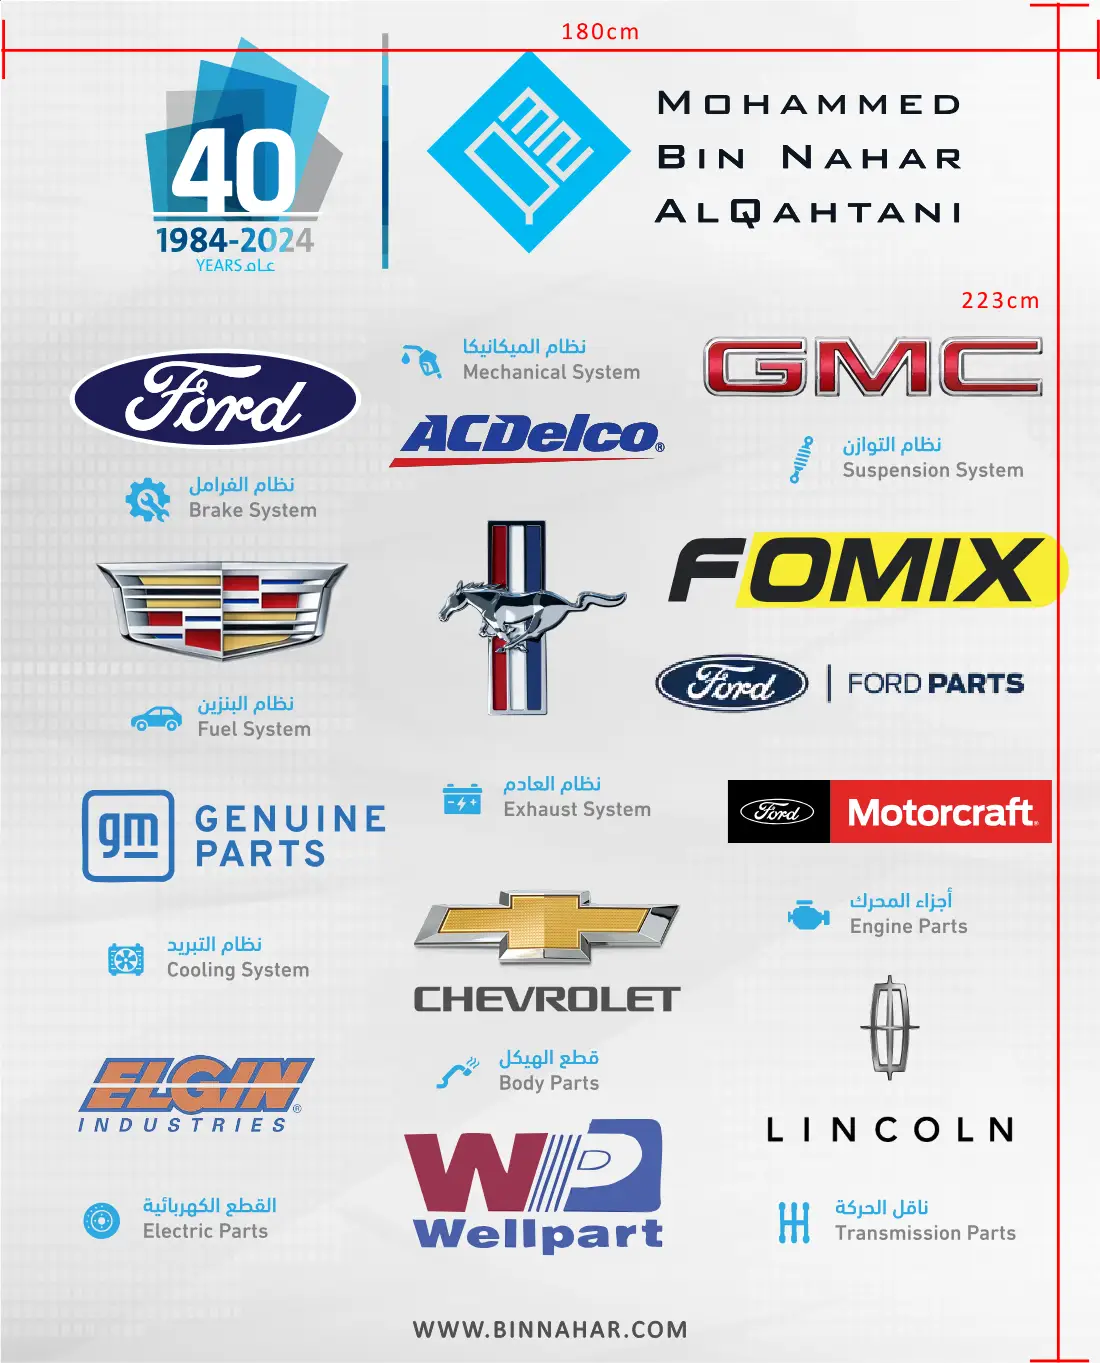 180cm
40
1984-2024
YEARS عام
MOHAMMED
BIN NAHAR
ALQAHTANI
223cm
Ford
نظام الميكانيكا
Mechanical System
GMC
ACDelco®
نظام التوازن
Suspension System
نظام الفرامل
Brake System
FOMIX
Ford
FORD PARTS
نظام البنزين
Fuel System
نظام العادم
Exhaust System
gm
GENUINE
PARTS
Ford
Motorcraft
أجزاء المحرك
Engine Parts
نظام التبريد
Cooling System
CHEVROLET
قطع الهيكل
Body Parts
ELGIN
INDUSTRIES®
LINCOLN
WP
Wellpart
القطع الكهربائية
Electric Parts
ناقل الحركة
Transmission Parts
WWW.BINNAHAR.COM